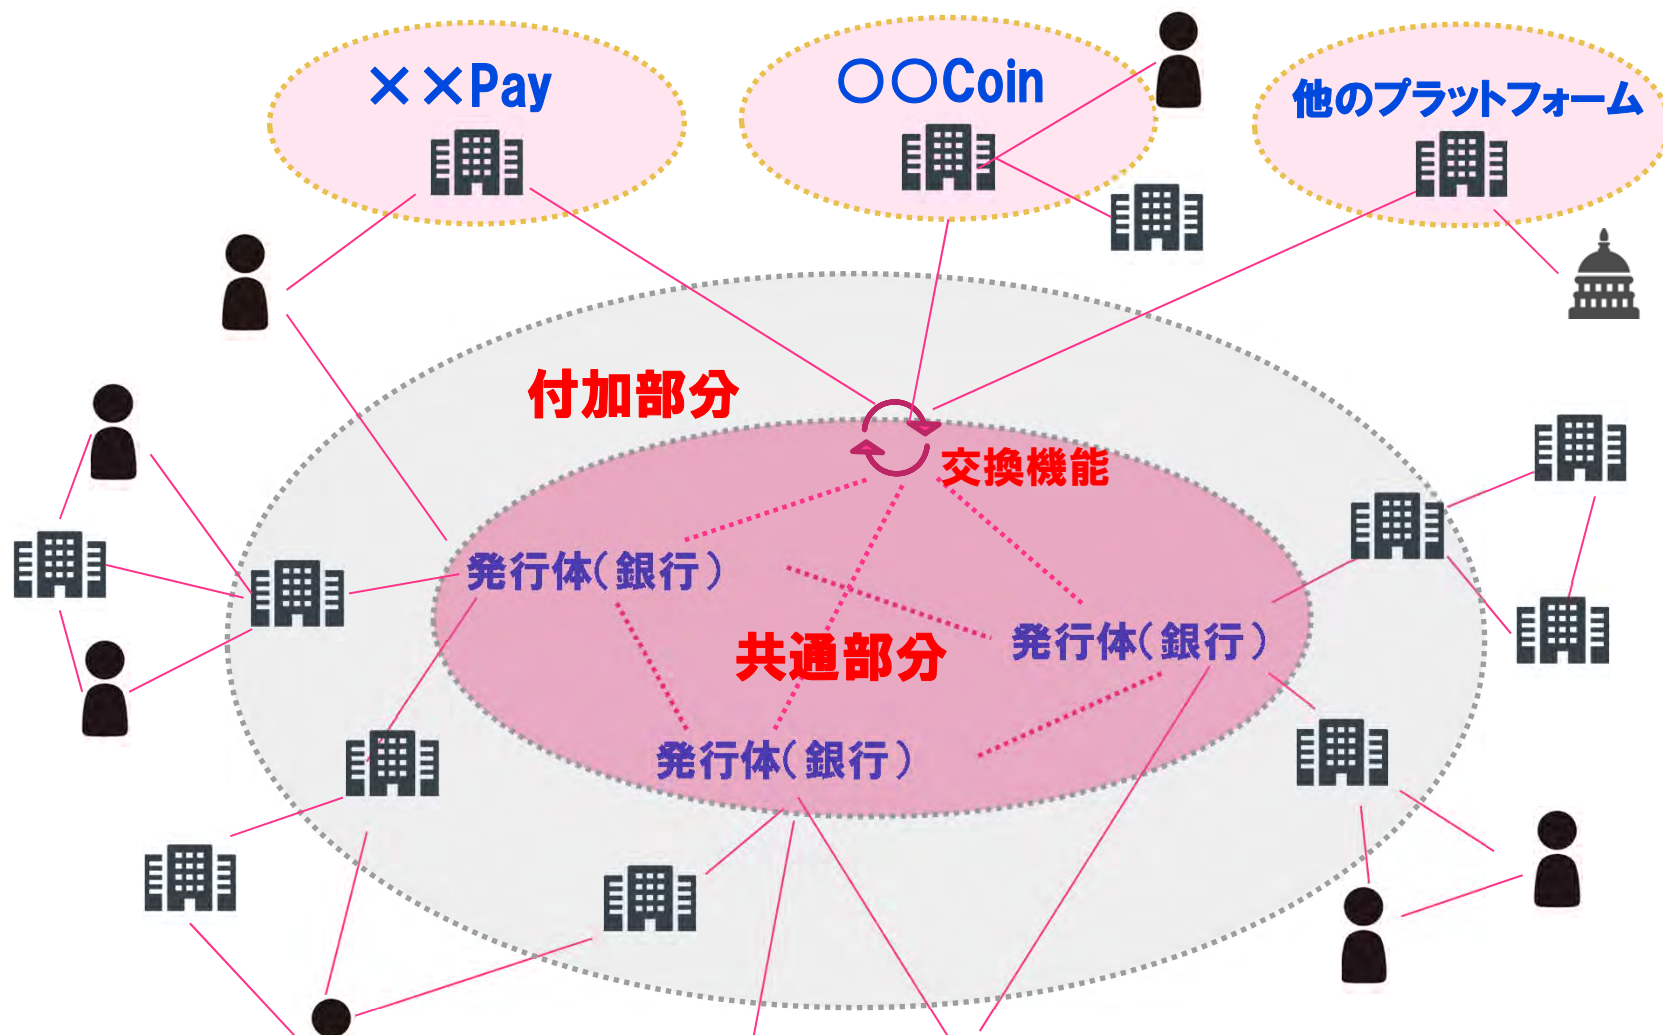 ××Pay
○○Coin
他のプラットフォーム
付加部分
交換機能
発行体(銀行)
発行体(銀行)
共通部分
発行体(銀行)